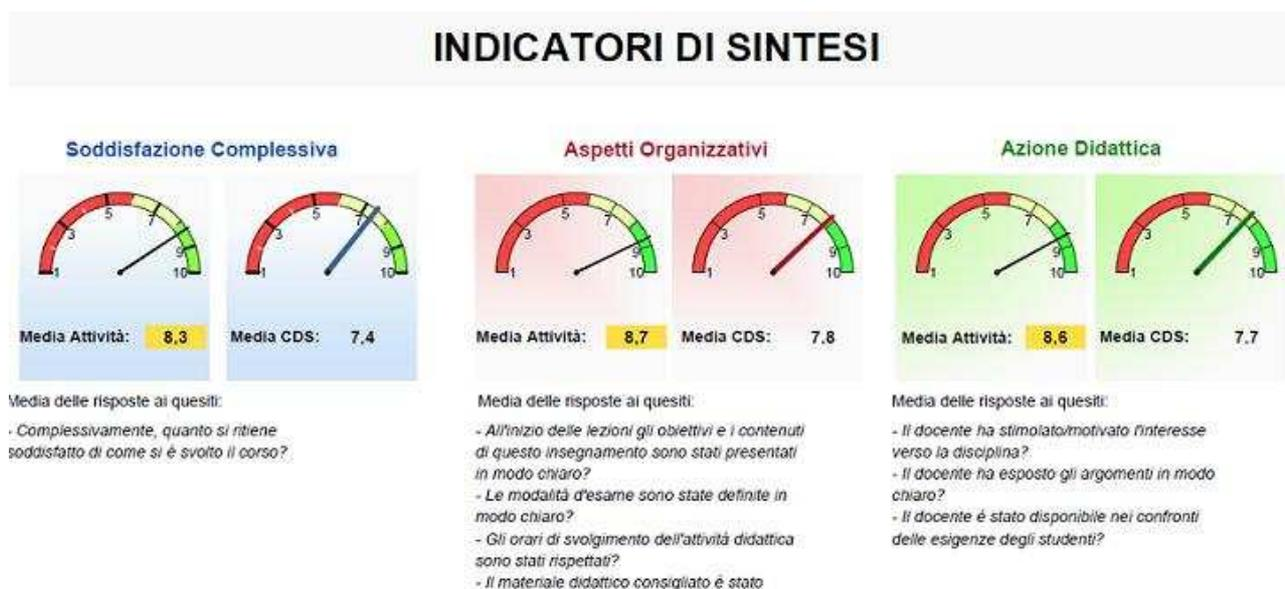 INDICATORI DI SINTESI
Soddisfazione Complessiva
1 3 5 7 9 10
1 3 5 7 9 10
Media Attività: 8,3
Media CDS: 7,4
Media delle risposte ai quesiti:
- Complessivamente, quanto si ritiene
soddisfatto di come si è svolto il corso?
Aspetti Organizzativi
1 3 5 7 9 10
1 3 5 7 9 10
Media Attività: 8,7
Media CDS: 7,8
Media delle risposte ai quesiti:
- All'inizio delle lezioni gli obiettivi e i contenuti
di questo insegnamento sono stati presentati
in modo chiaro?
- Le modalità d'esame sono state definite in
modo chiaro?
- Gli orari di svolgimento dell'attività didattica
sono stati rispettati?
- Il materiale didattico consigliato è stato
Azione Didattica
1 3 5 7 9 10
1 3 5 7 9 10
Media Attività: 8,6
Media CDS: 7,7
Media delle risposte ai quesiti:
- Il docente ha stimolato/motivato l'interesse
verso la disciplina?
- Il docente ha esposto gli argomenti in modo
chiaro?
- Il docente é stato disponibile nei confronti
delle esigenze degli studenti?